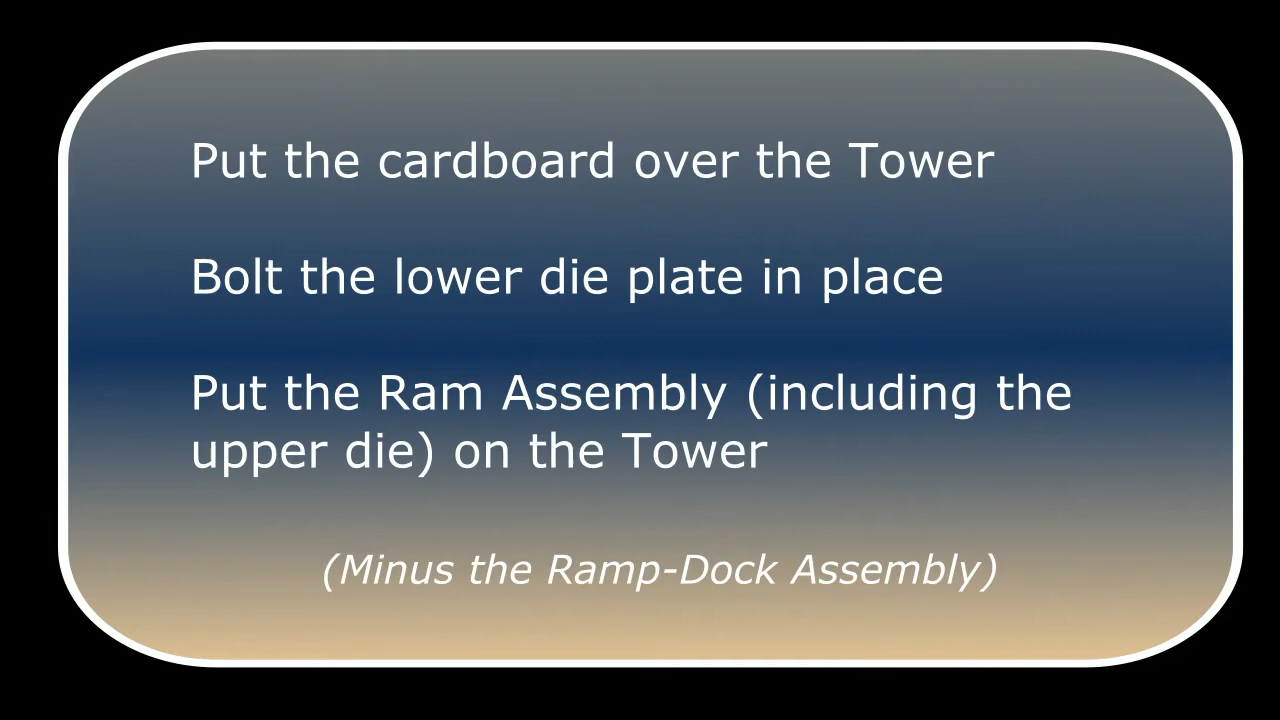 Put the cardboard over the Tower
Bolt the lower die plate in place
Put the Ram Assembly (including the
upper die) on the Tower
(Minus the Ramp-Dock Assembly)